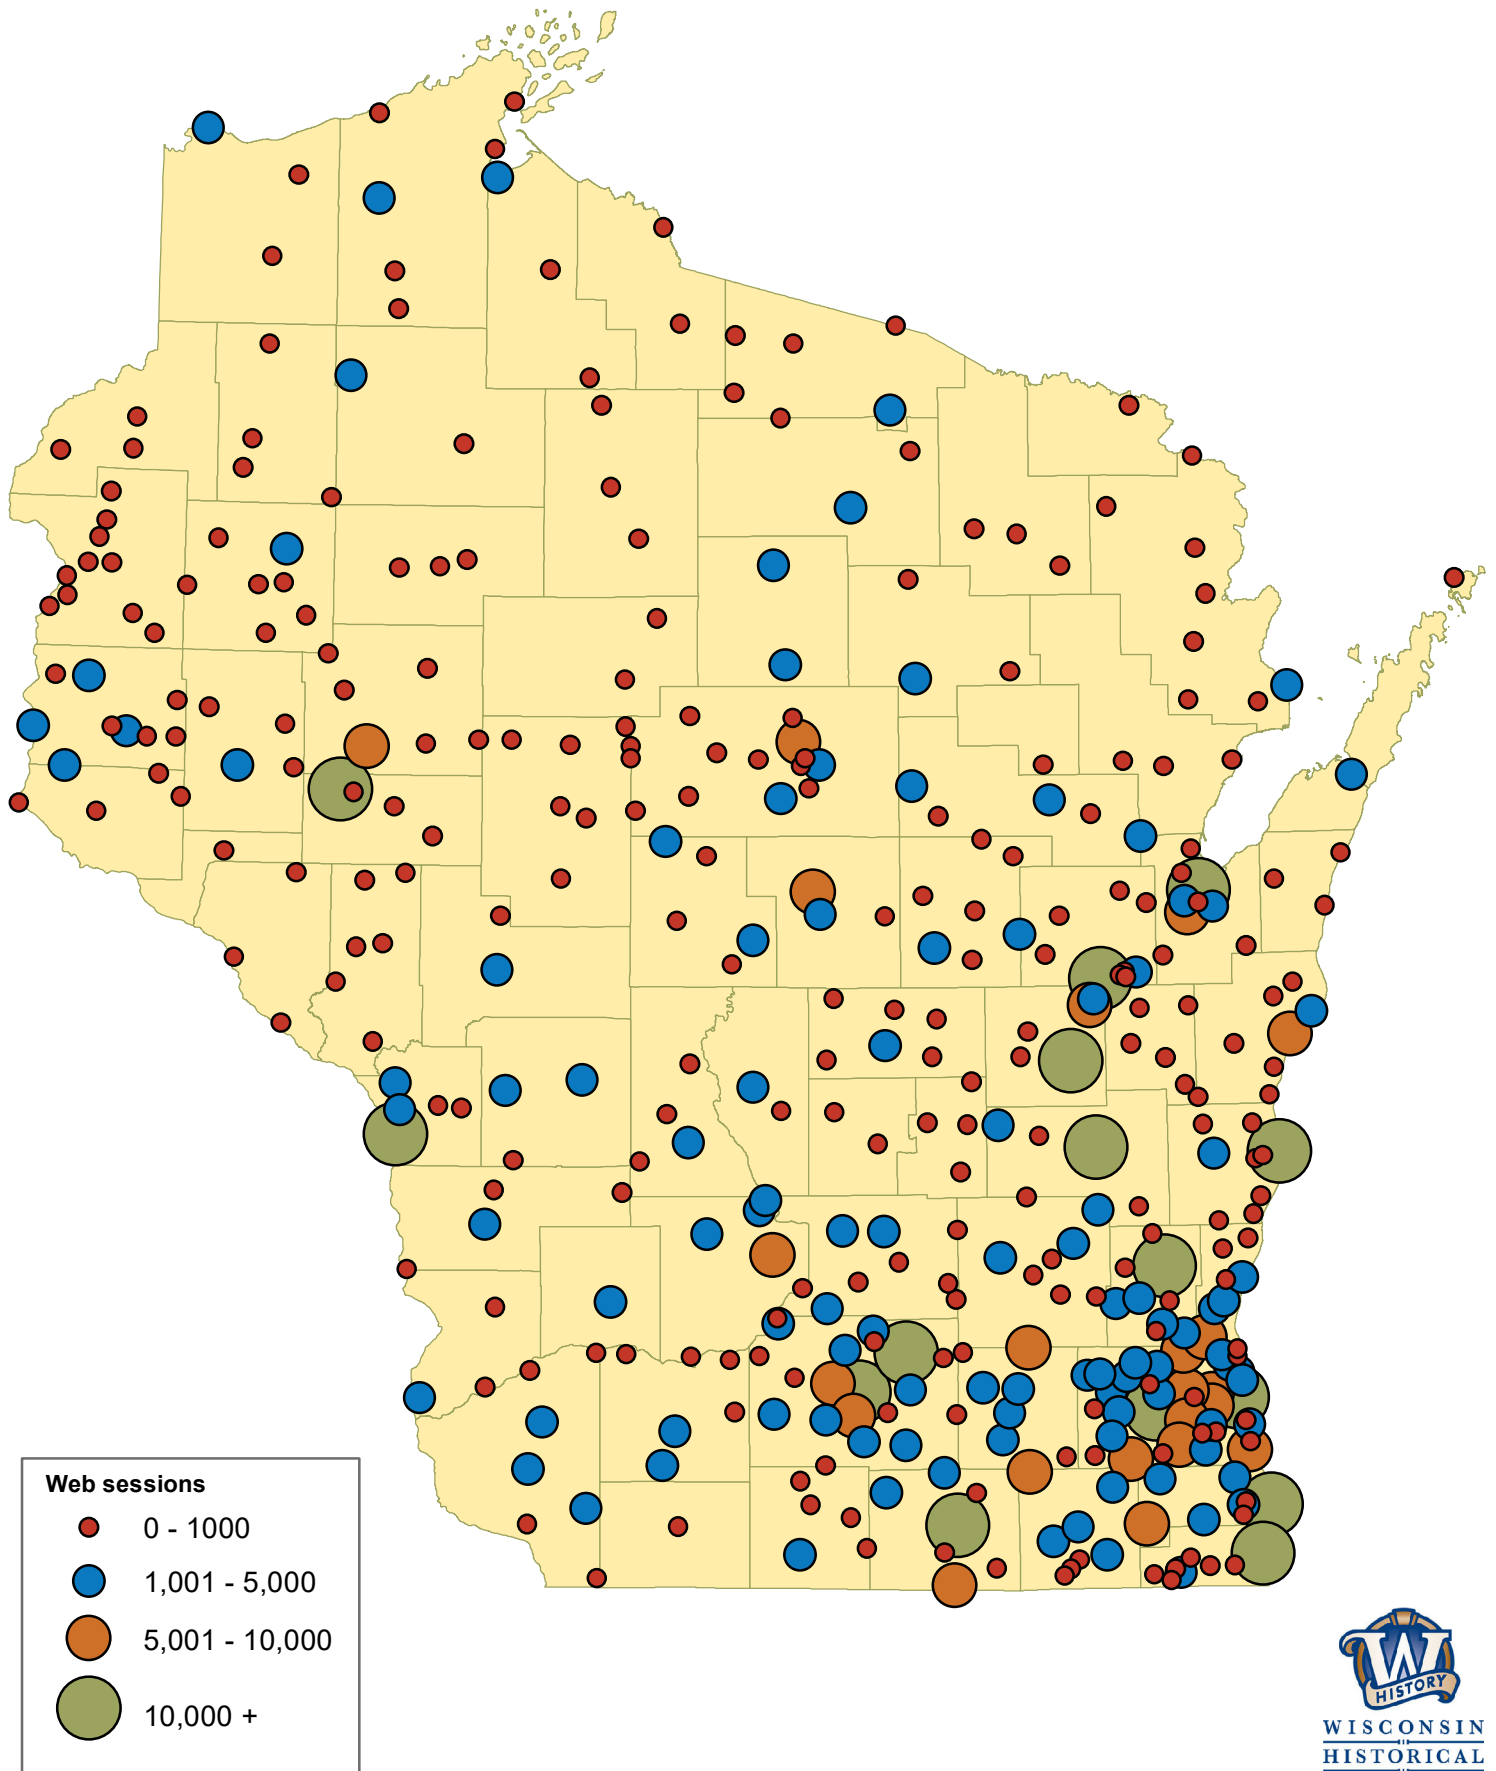 Web sessions
0 - 1000
1,001 - 5,000
5,001 - 10,000
10,000 +
W
HISTORY
WISCONSIN
HISTORICAL